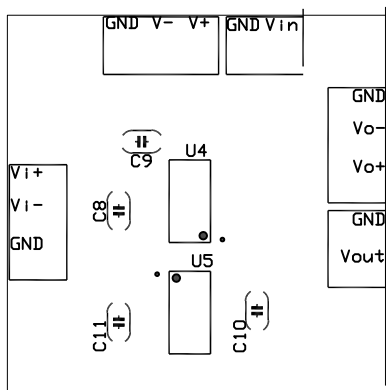 GND V- V+
GND Vin
GND
Vo-
Vo+
U4
C9
Vi+
Vi-
GND
C8
GND
Vout
U5
C11
C10